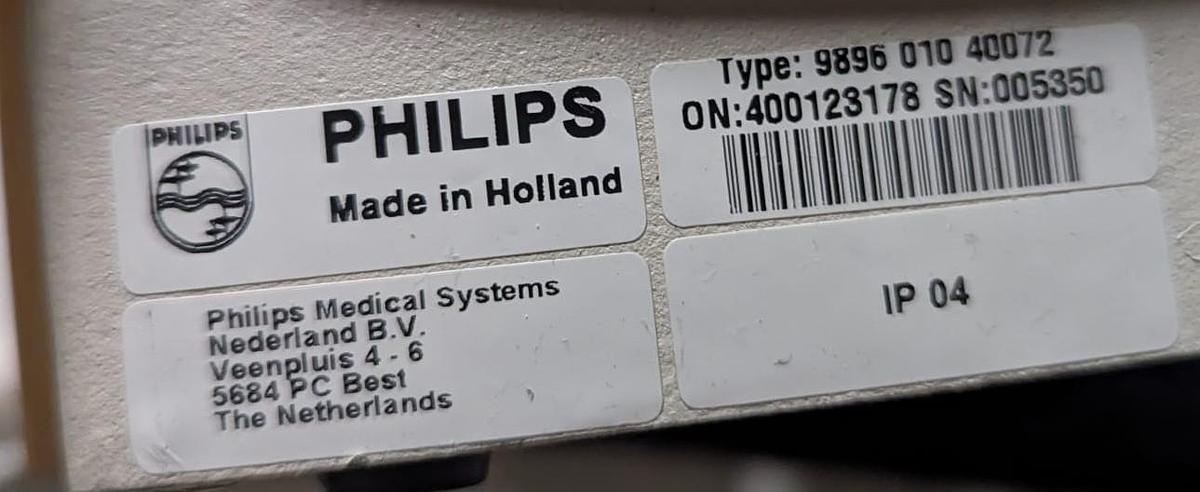 PHILIPS
PHILIPS
Made in Holland
Type: 9896 010 40072
ON:400123178 SN:005350
Philips Medical Systems
Nederland B.V.
Veenpluis 4 - 6
5684 PC Best
The Netherlands
IP 04